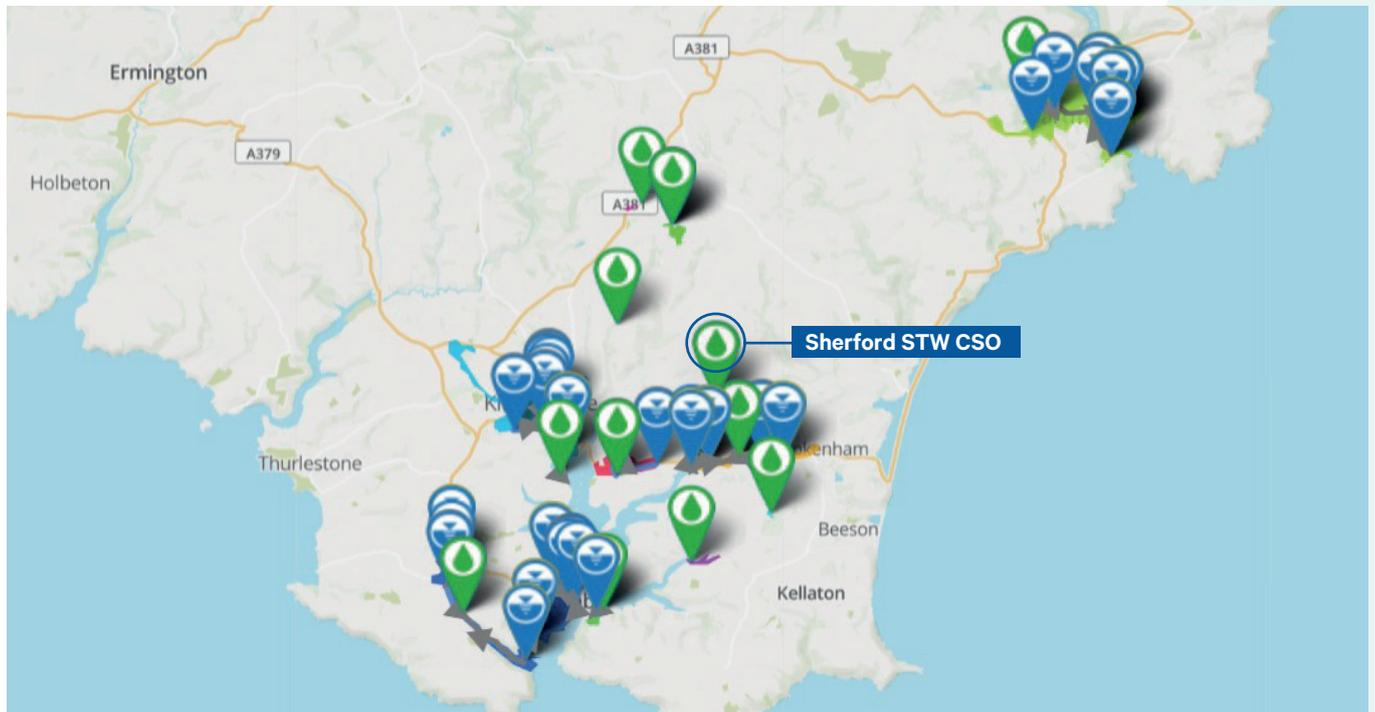 A381
Ermington
A379
Holbeton
A381
Sherford STW CSO
Thurlestone
Beeson
Kellaton